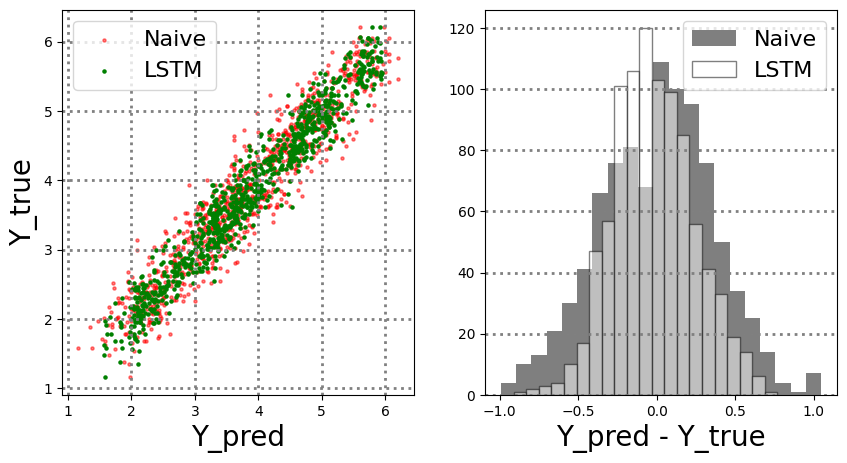 Naive
LSTM
6
5
4
3
2
1
1 2 3 4 5 6
Y_true
Y_pred
Naive
LSTM
120
100
80
60
40
20
0
−1.0 −0.5 0.0 0.5 1.0
Y_pred - Y_true